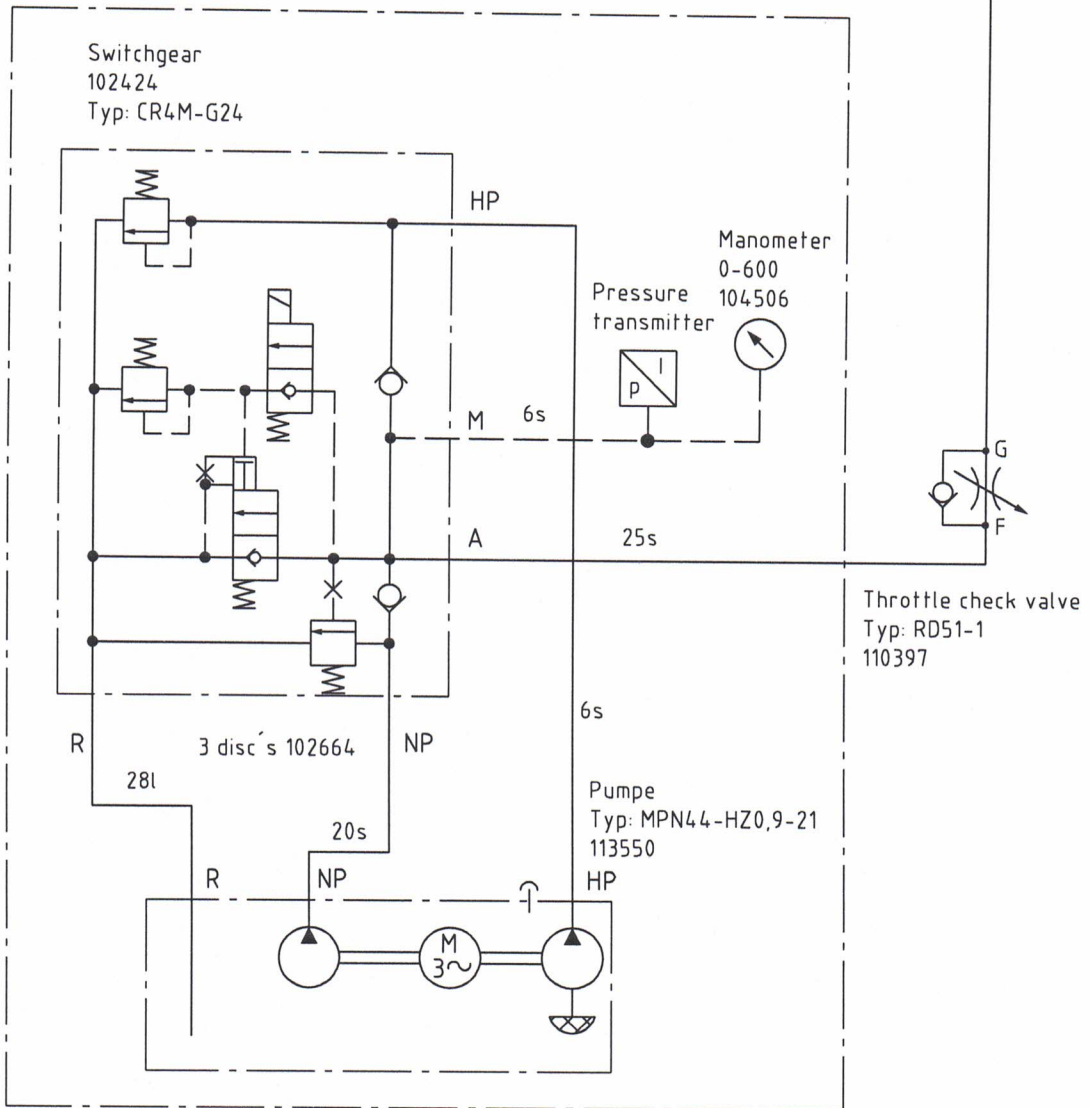 Switchgear
102424
Typ: CR4M-G24
HP
Manometer
0-600
104506
Pressure
transmitter
I
P
M
6s
G
A
25s
F
Throttle check valve
Typ: RD51-1
110397
6s
R
3 disc´s 102664
NP
28l
Pumpe
Typ: MPN44-HZ0,9-21
113550
20s
R
NP
HP
M
3~